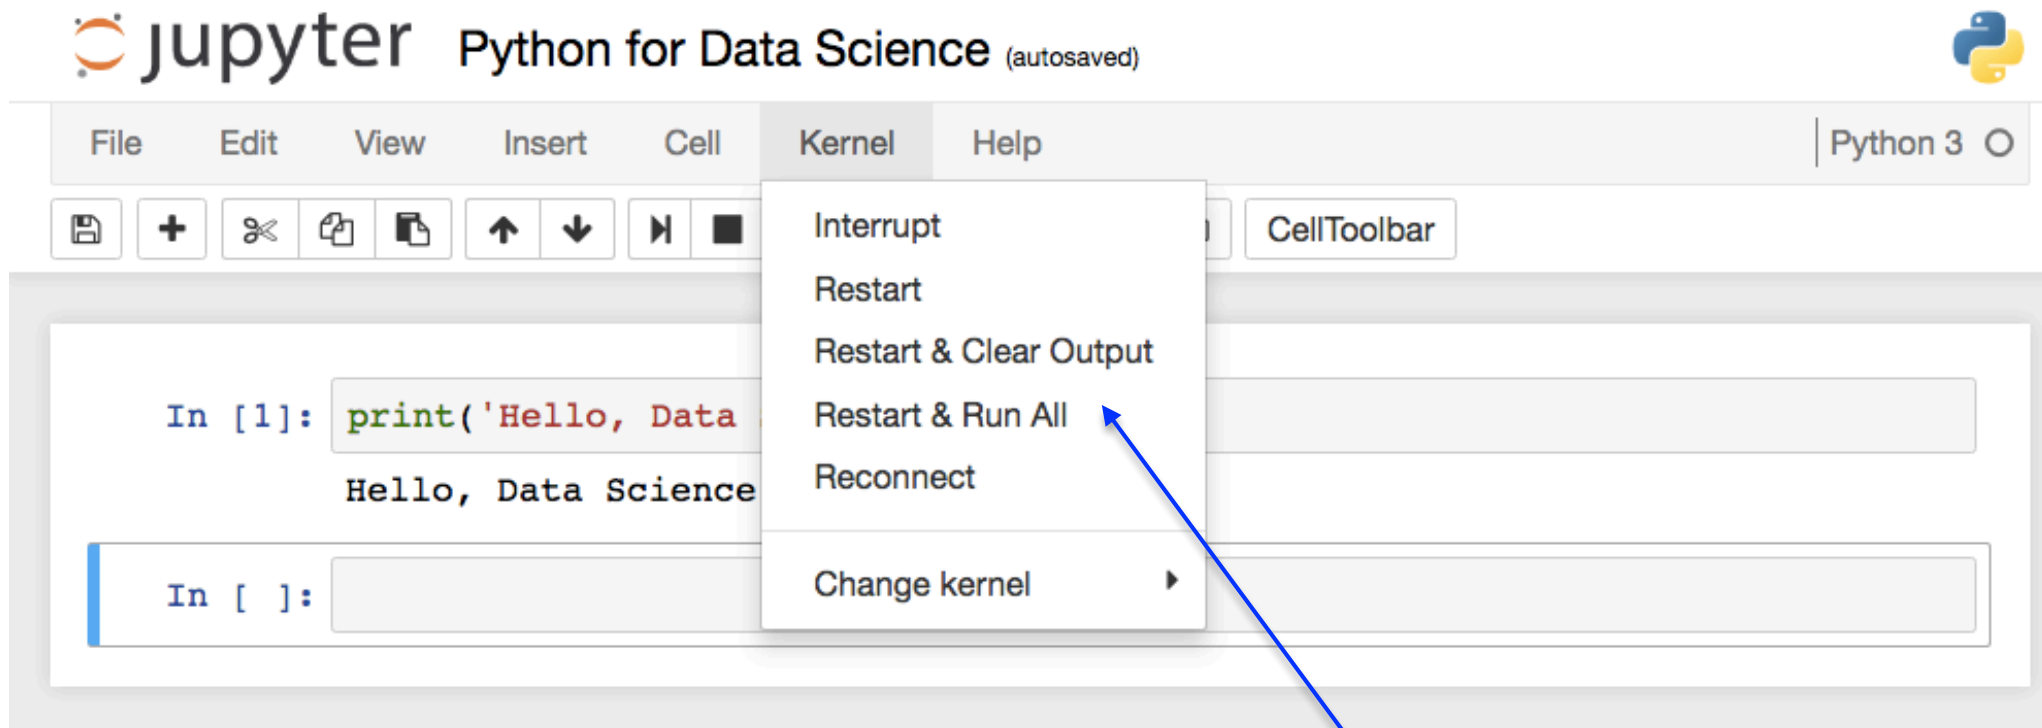 jupyter Python for Data Science (autosaved)
File Edit View Insert Cell Kernel Help Python 3
CellToolbar
Interrupt
Restart
Restart & Clear Output
Restart & Run All
Reconnect
Change kernel
In [1]: print('Hello, Data
Hello, Data Science
In [ ]: